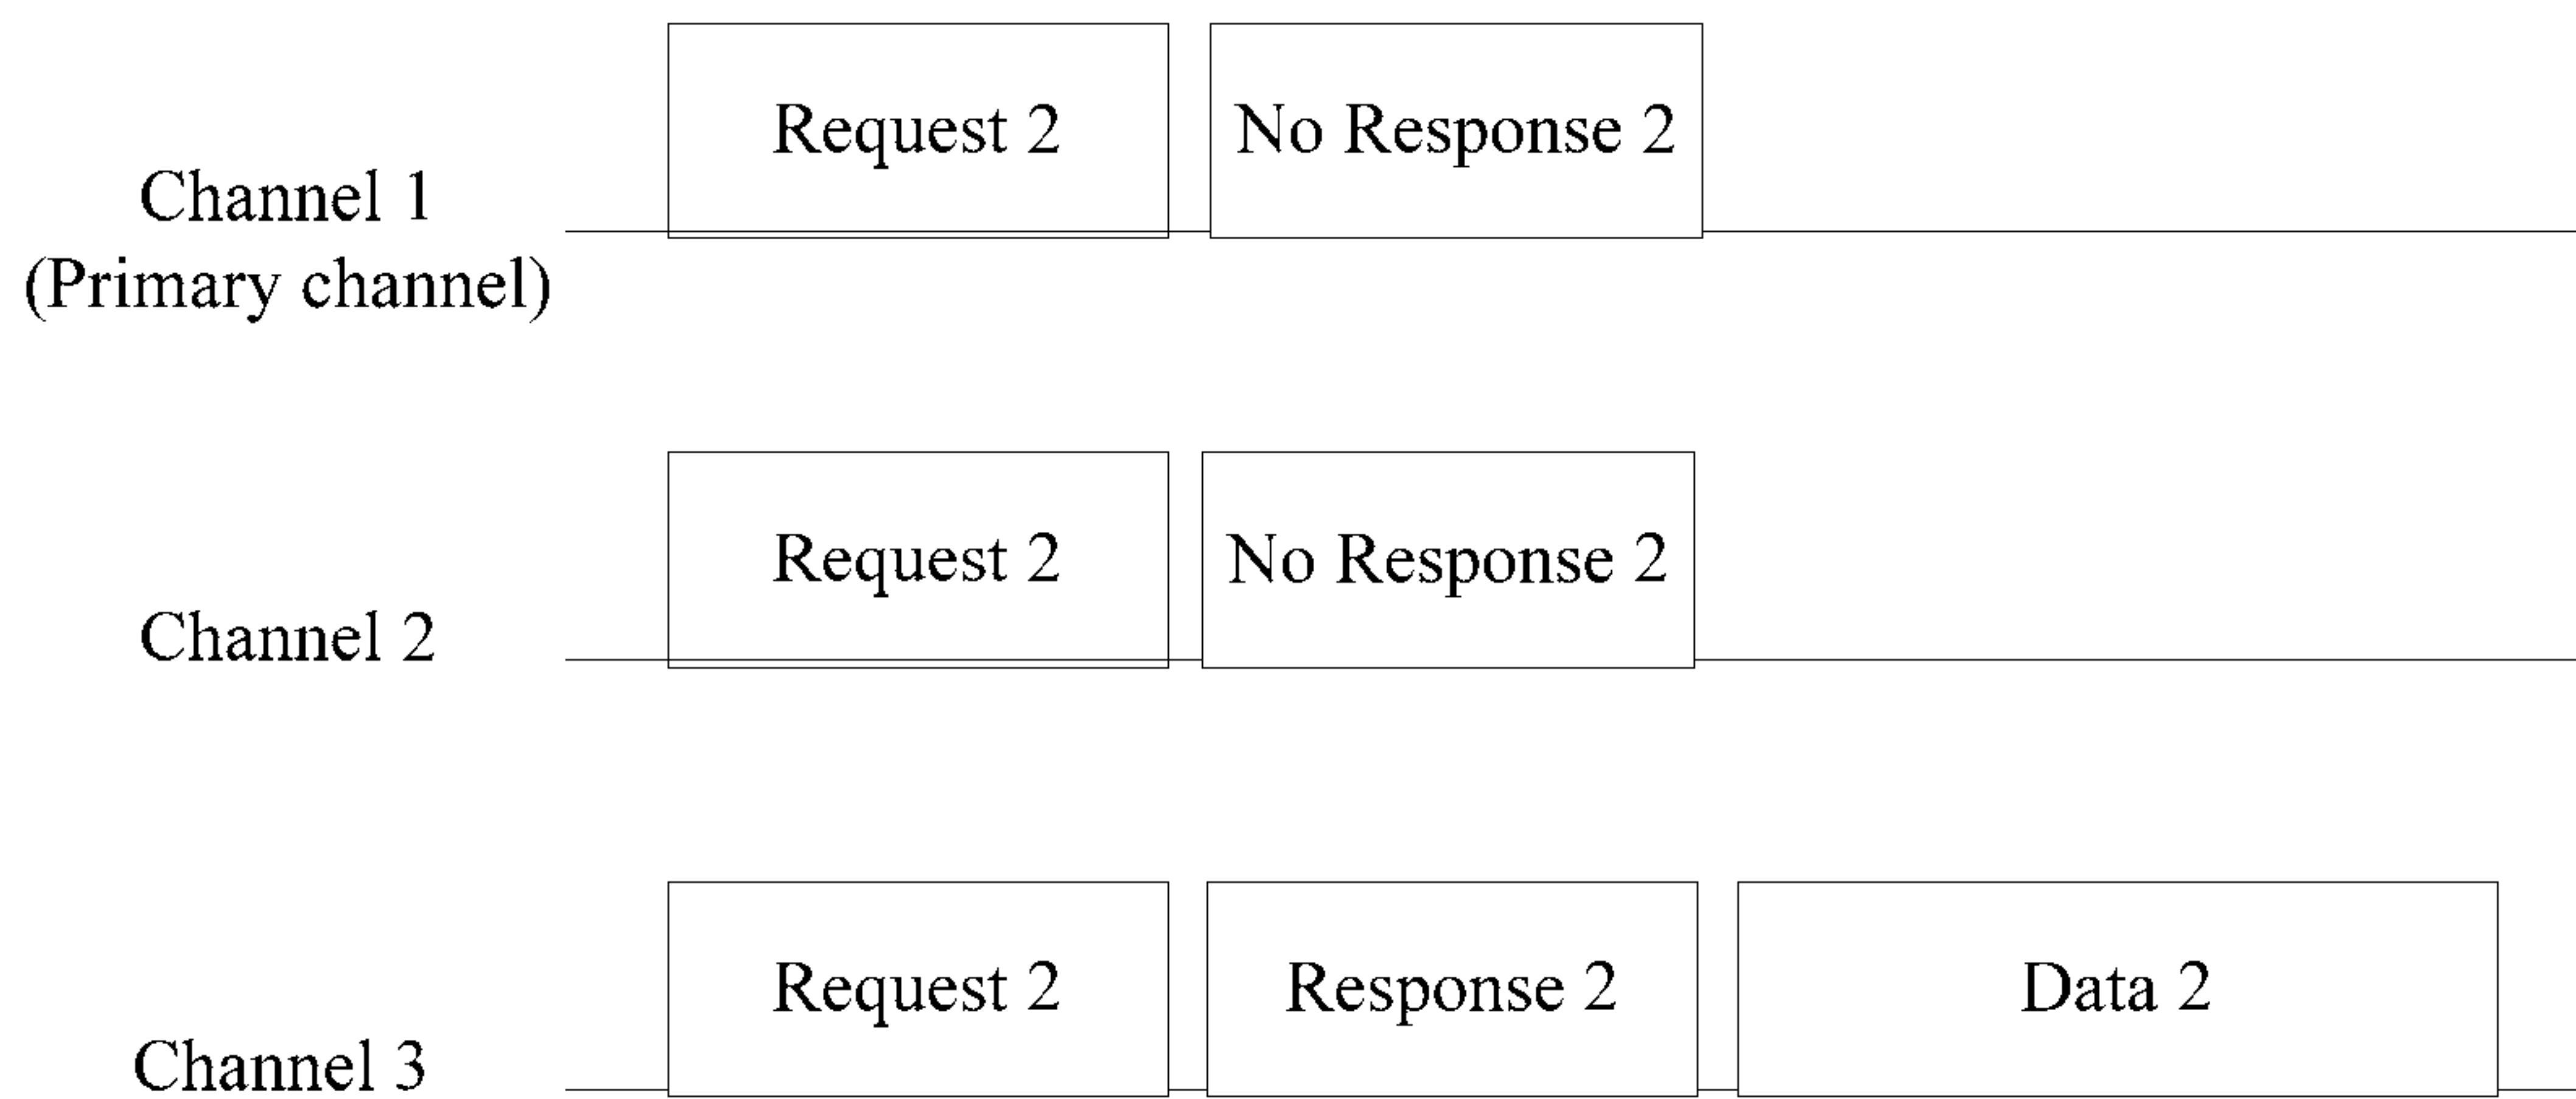 Request 2
No Response 2
Channel 1
(Primary channel)
Request 2
No Response 2
Channel 2
Request 2
Response 2
Data 2
Channel 3